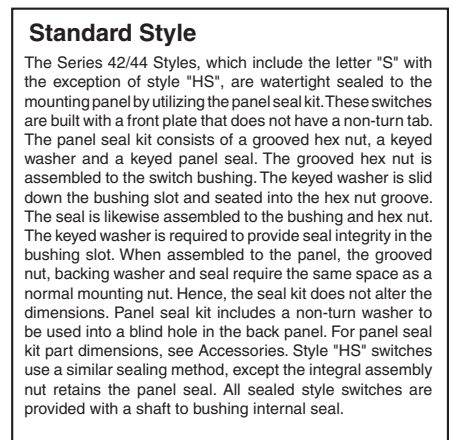 Standard Style
The Series 42/44 Styles, which include the letter "S" with
the exception of style "HS", are watertight sealed to the
mounting panel by utilizing the panel seal kit. These switches
are built with a front plate that does not have a non-turn tab.
The panel seal kit consists of a grooved hex nut, a keyed
washer and a keyed panel seal. The grooved hex nut is
assembled to the switch bushing. The keyed washer is slid
down the bushing slot and seated into the hex nut groove.
The seal is likewise assembled to the bushing and hex nut.
The keyed washer is required to provide seal integrity in the
bushing slot. When assembled to the panel, the grooved
nut, backing washer and seal require the same space as a
normal mounting nut. Hence, the seal kit does not alter the
dimensions. Panel seal kit includes a non-turn washer to
be used into a blind hole in the back panel. For panel seal
kit part dimensions, see Accessories. Style "HS" switches
use a similar sealing method, except the integral assembly
nut retains the panel seal. All sealed style switches are
provided with a shaft to bushing internal seal.